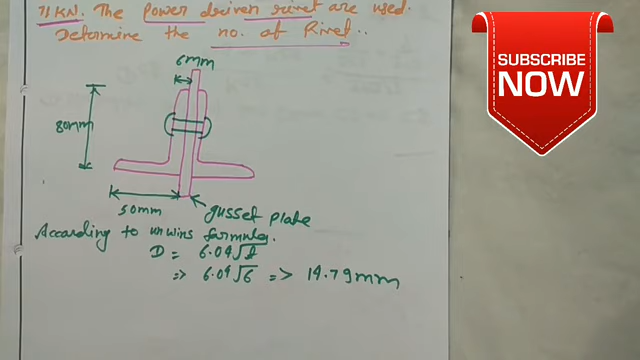 71 KN. The power driven rivet are used.
Determine the no. of Rivet..
6mm
80mm
50mm
gusset plate
According to unwins formula.
D = 6.04√t
=> 6.04√6 => 14.79mm
SUBSCRIBE
NOW